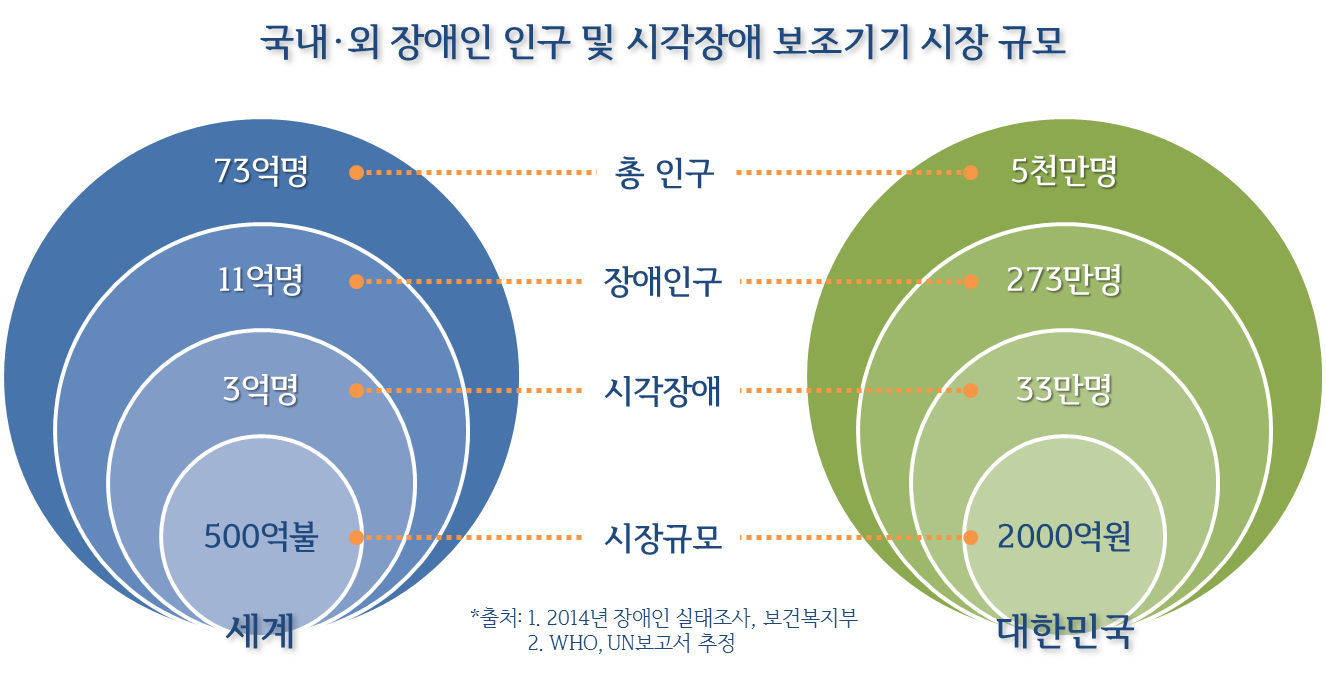 국내·외 장애인 인구 및 시각장애 보조기기 시장 규모
73억명 총 인구 5천만명
11억명 장애인구 273만명
3억명 시각장애 33만명
500억불 시장규모 2000억원
세계 대한민국
*출처: 1. 2014년 장애인 실태조사, 보건복지부
2. WHO, UN보고서 추정